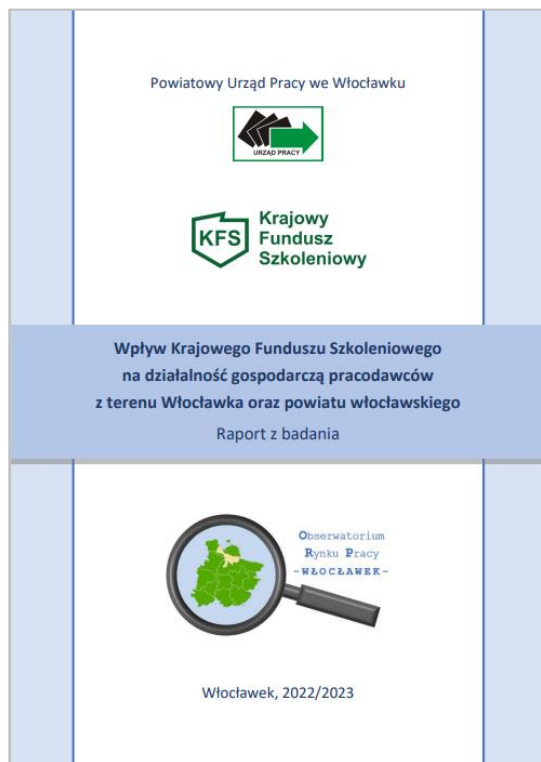 Powiatowy Urząd Pracy we Włocławku
URZĄD PRACY
KFS
Krajowy
Fundusz
Szkoleniowy
Wpływ Krajowego Funduszu Szkoleniowego
na działalność gospodarczą pracodawców
z terenu Włocławka oraz powiatu włocławskiego
Raport z badania
Obserwatorium
Rynku Pracy
-WŁOCŁAWEK-
Włocławek, 2022/2023